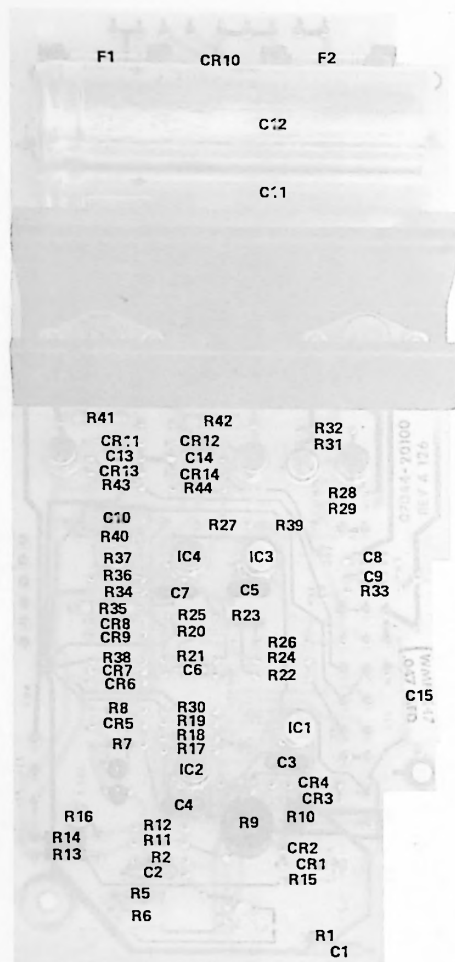 F1 CR10 F2
C12
C11
R41 R42 R32
CR11 CR12 R31
C13 C14
CR13 CR14
R43 R44 R28
R29
C10 R27 R39
R40
R37 IC4 IC3 C8
R36 C9
R34 C7 C5 R33
R35 R25 R23
CR8 R20
CR9 R26
R38 R21 R24
CR7 C6 R22
CR6
C15
R8 R30
CR5 R19 IC1
R18
R7 R17
IC2 C3
CR4
CR3
C4
R16 R12 R9 R10
R14 R11
R13 R2 CR2
C2 CR1
R15
R5
R6
R1
C1
REV A 126